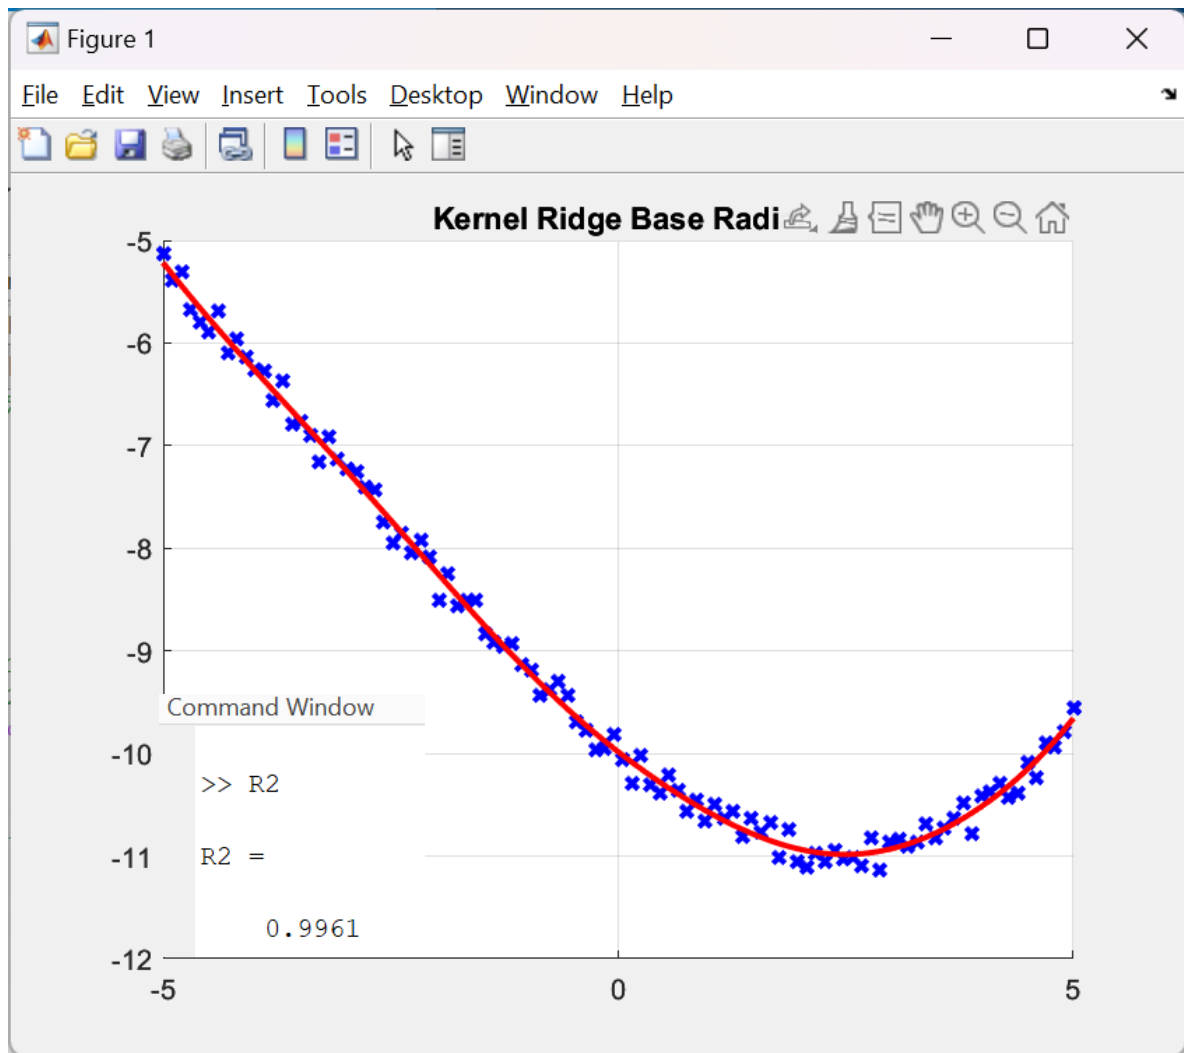 Figure 1
File Edit View Insert Tools Desktop Window Help
Kernel Ridge Base Radi
-5
-6
-7
-8
-9
-10
-11
-12
-5 0 5
Command Window
>> R2
R2 =
0.9961